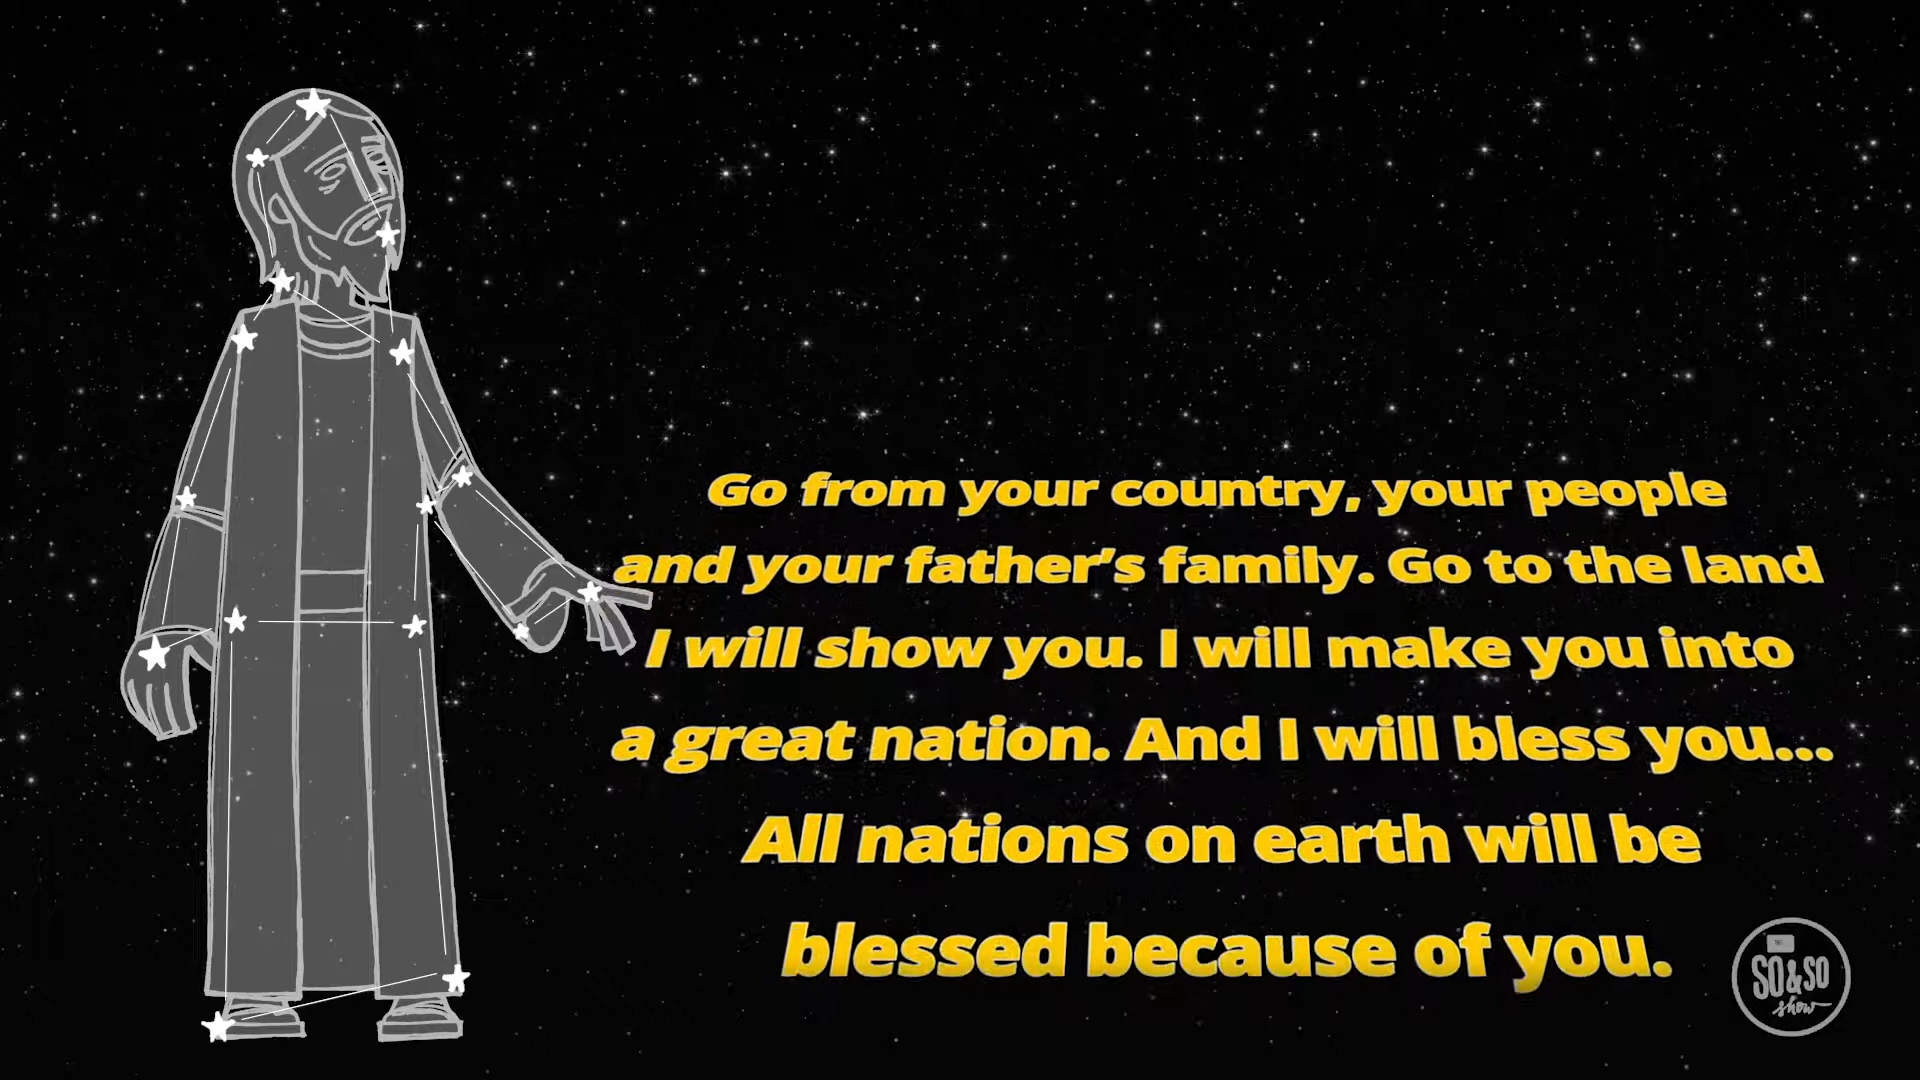 Go from your country, your people
and your father's family. Go to the land
I will show you. I will make you into
a great nation. And I will bless you...
All nations on earth will be
blessed because of you.
SO & SO
show